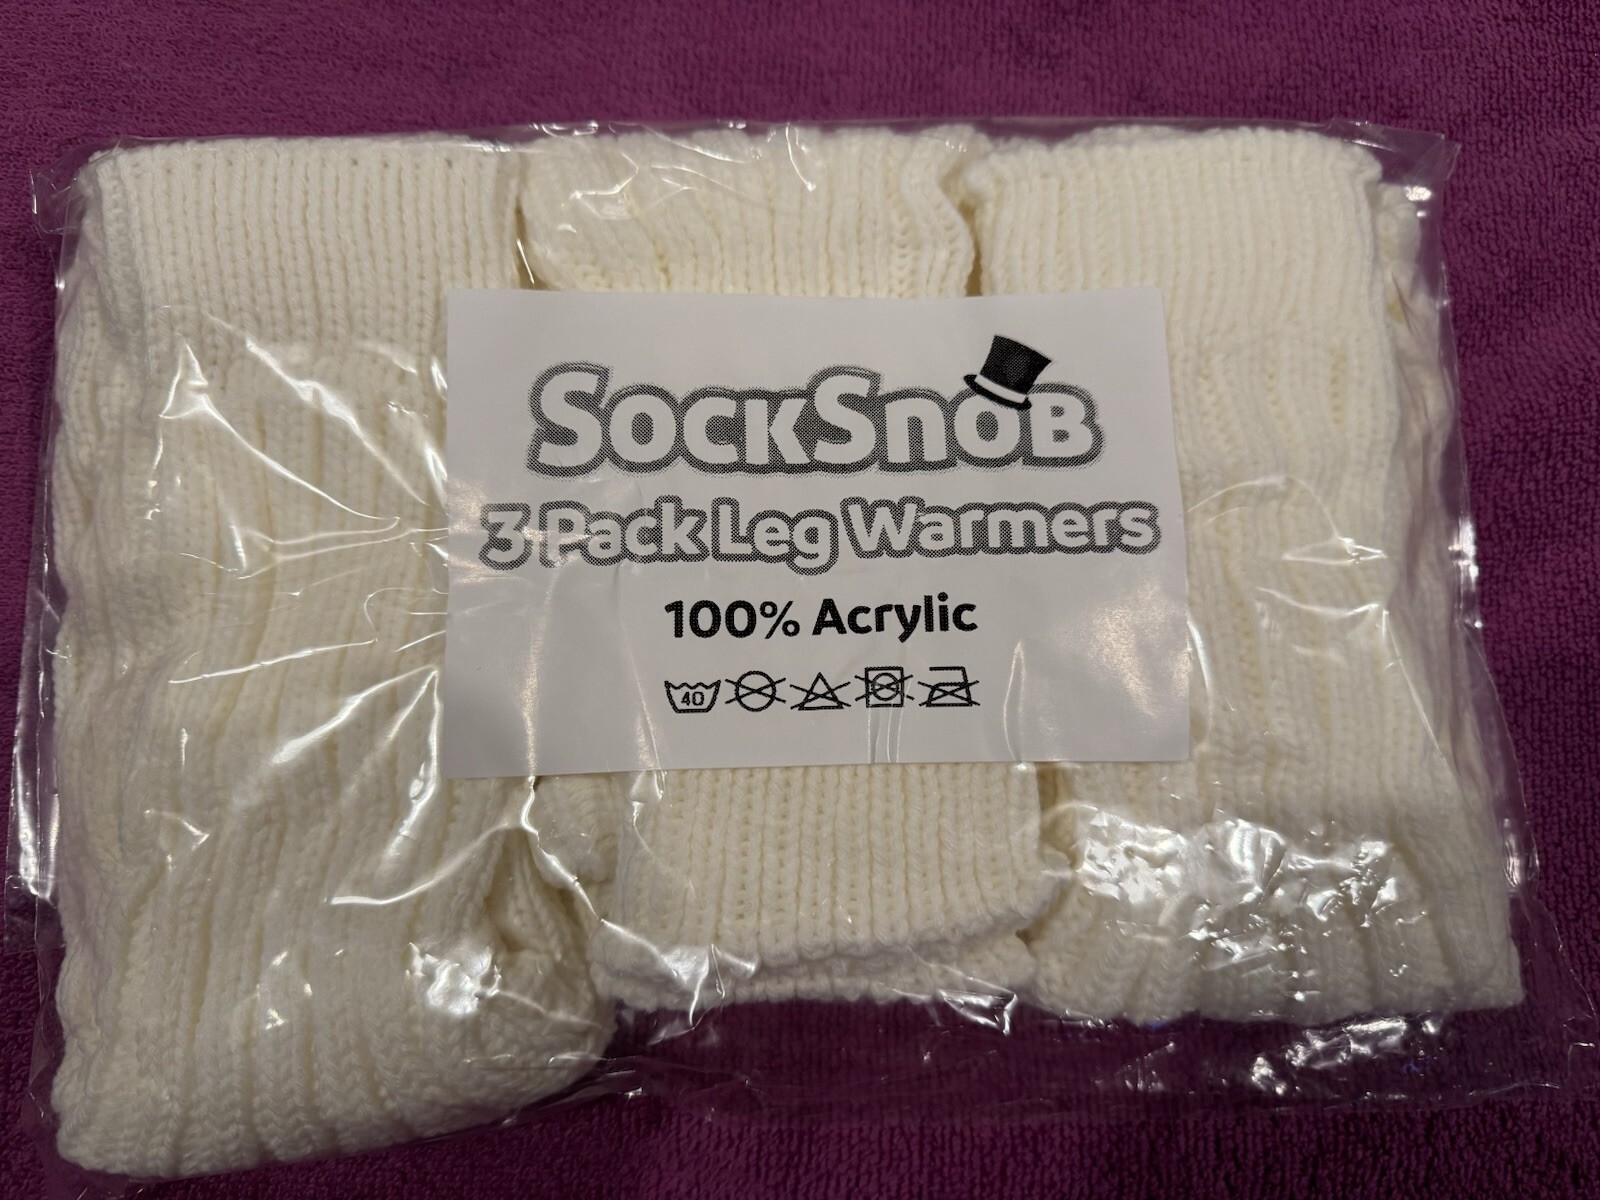 SockSnob
3 Pack Leg Warmers
100% Acrylic
40